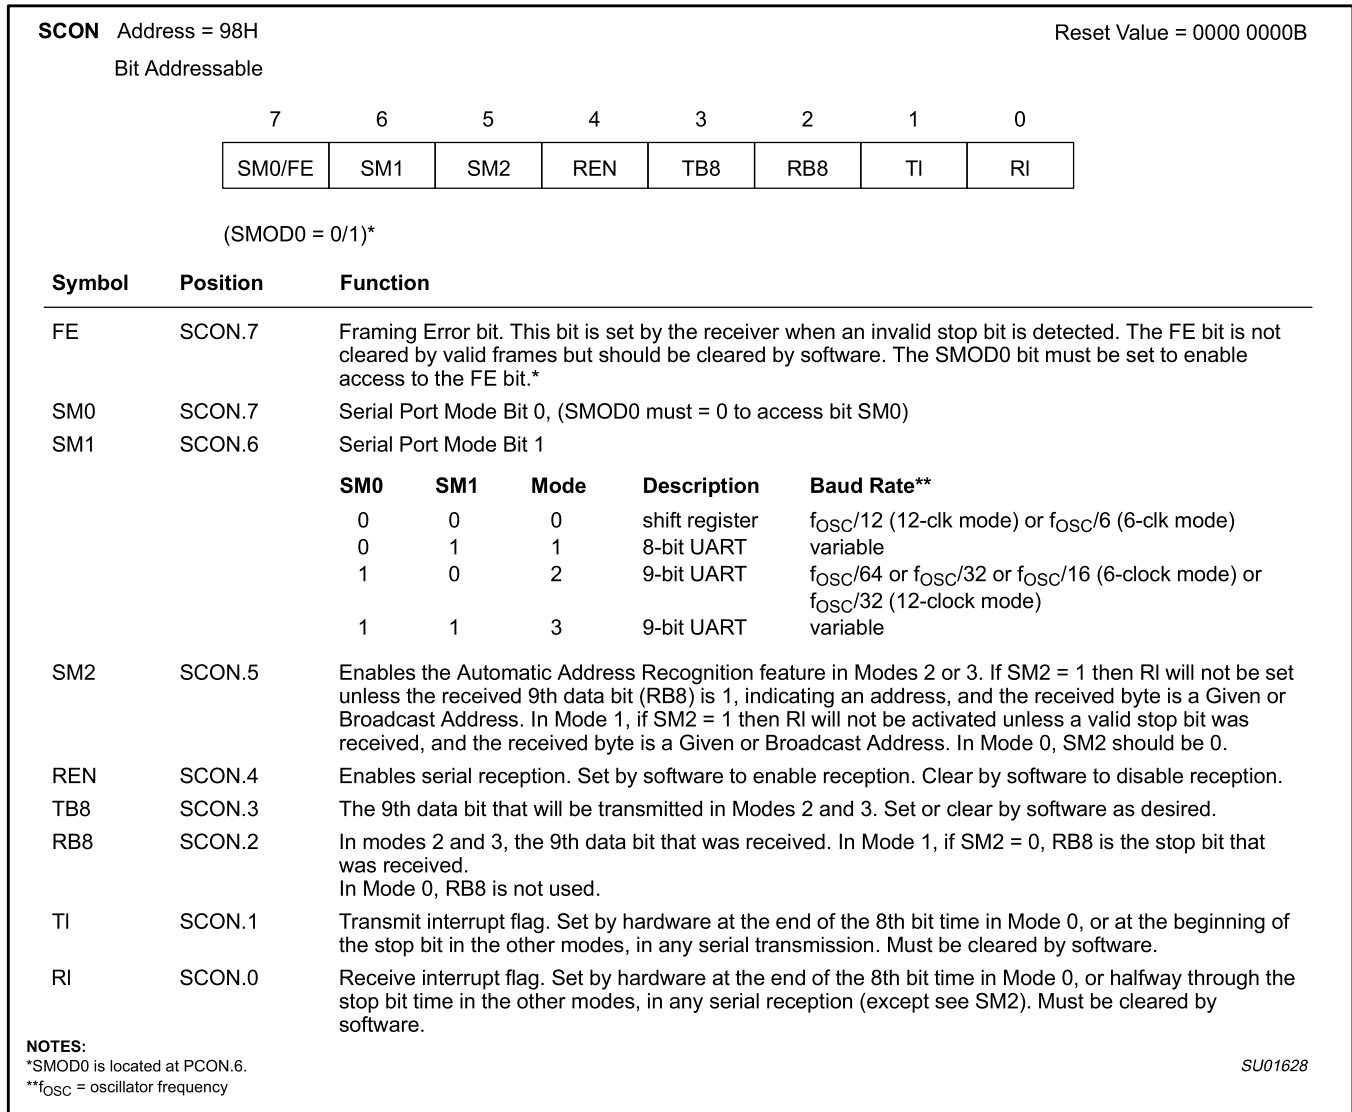 SCON Address = 98H Reset Value = 0000 0000B
Bit Addressable
7 6 5 4 3 2 1 0
SM0/FE SM1 SM2 REN TB8 RB8 Tl Rl
(SMOD0 = 0/1)*
Symbol Position Function
FE SCON.7 Framing Error bit. This bit is set by the receiver when an invalid stop bit is detected. The FE bit is not
cleared by valid frames but should be cleared by software. The SMOD0 bit must be set to enable
access to the FE bit.*
SM0 SCON.7 Serial Port Mode Bit 0, (SMOD0 must = 0 to access bit SM0)
SM1 SCON.6 Serial Port Mode Bit 1
SM0 SM1 Mode Description Baud Rate**
0 0 0 shift register fOSC/12 (12-clk mode) or fOSC/6 (6-clk mode)
0 1 1 8-bit UART variable
1 0 2 9-bit UART fOSC/64 or fOSC/32 or fOSC/16 (6-clock mode) or
fOSC/32 (12-clock mode)
1 1 3 9-bit UART variable
SM2 SCON.5 Enables the Automatic Address Recognition feature in Modes 2 or 3. If SM2 = 1 then Rl will not be set
unless the received 9th data bit (RB8) is 1, indicating an address, and the received byte is a Given or
Broadcast Address. In Mode 1, if SM2 = 1 then Rl will not be activated unless a valid stop bit was
received, and the received byte is a Given or Broadcast Address. In Mode 0, SM2 should be 0.
REN SCON.4 Enables serial reception. Set by software to enable reception. Clear by software to disable reception.
TB8 SCON.3 The 9th data bit that will be transmitted in Modes 2 and 3. Set or clear by software as desired.
RB8 SCON.2 In modes 2 and 3, the 9th data bit that was received. In Mode 1, if SM2 = 0, RB8 is the stop bit that
was received.
In Mode 0, RB8 is not used.
Tl SCON.1 Transmit interrupt flag. Set by hardware at the end of the 8th bit time in Mode 0, or at the beginning of
the stop bit in the other modes, in any serial transmission. Must be cleared by software.
Rl SCON.0 Receive interrupt flag. Set by hardware at the end of the 8th bit time in Mode 0, or halfway through the
stop bit time in the other modes, in any serial reception (except see SM2). Must be cleared by
software.
NOTES:
*SMOD0 is located at PCON.6. SU01628
**fOSC = oscillator frequency